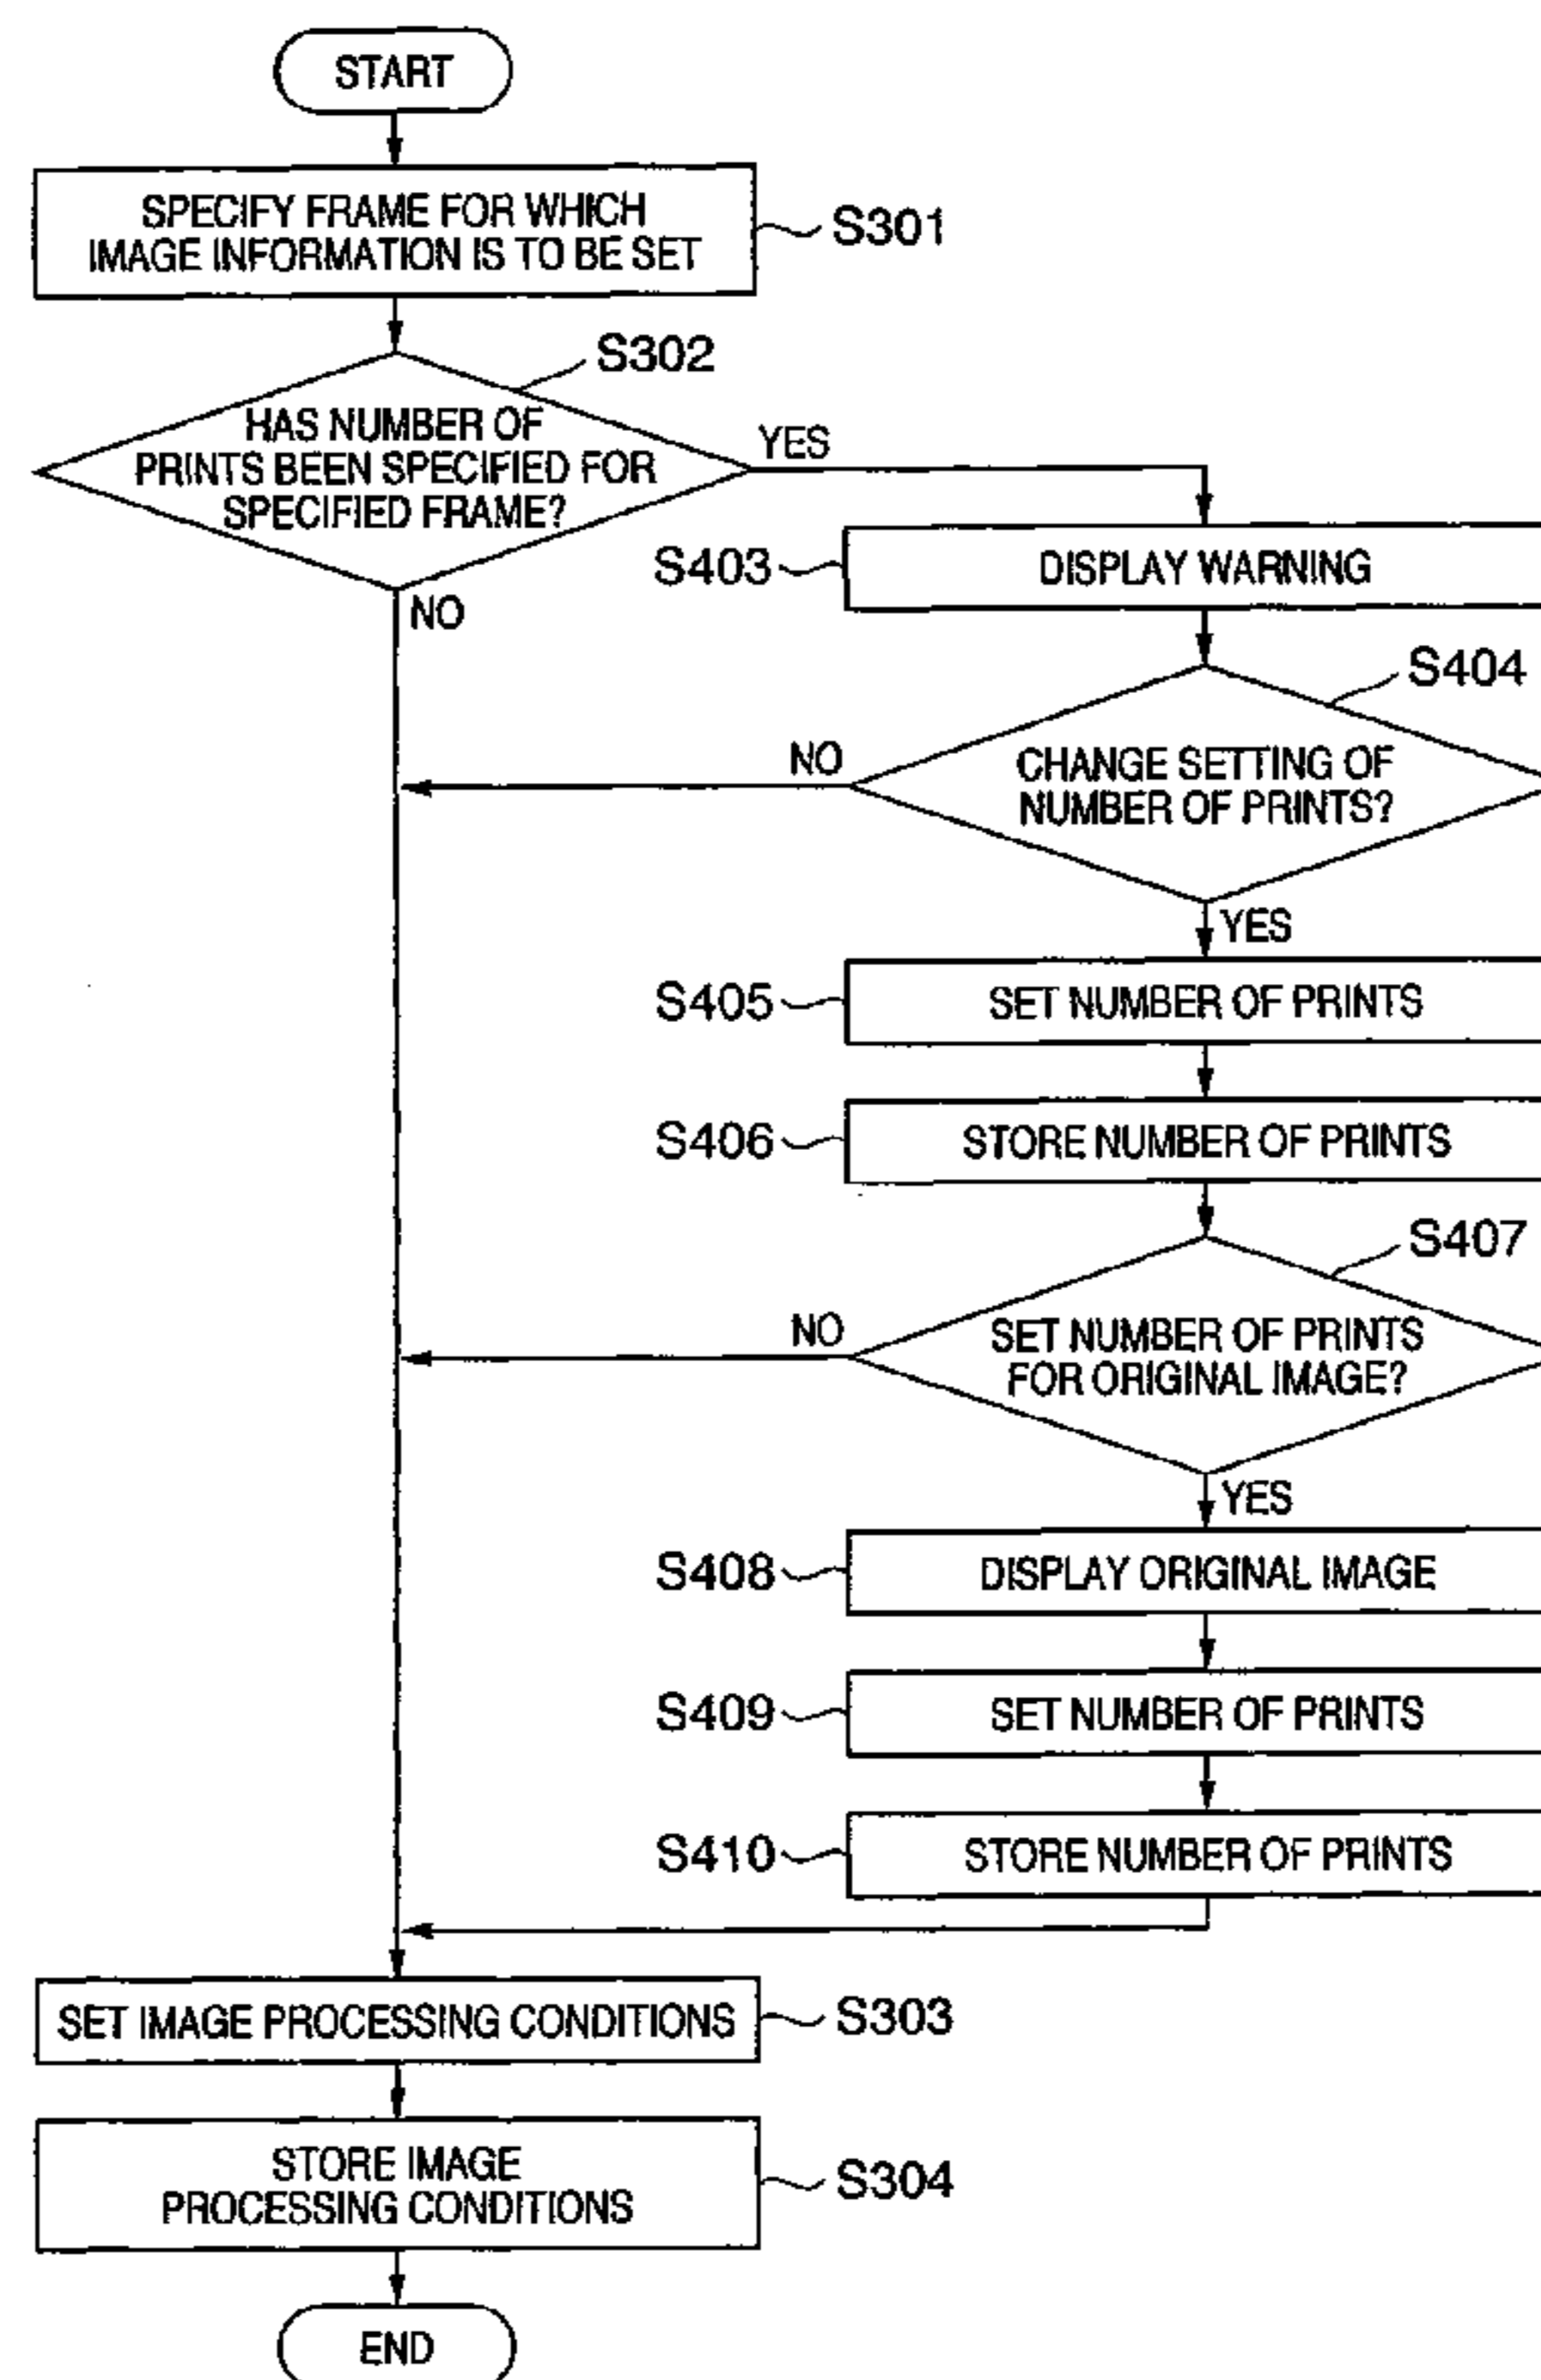 START
SPECIFY FRAME FOR WHICH
IMAGE INFORMATION IS TO BE SET
S301
S302
HAS NUMBER OF
PRINTS BEEN SPECIFIED FOR
SPECIFIED FRAME?
YES
NO
S403
DISPLAY WARNING
S404
CHANGE SETTING OF
NUMBER OF PRINTS?
NO
YES
S405
SET NUMBER OF PRINTS
S406
STORE NUMBER OF PRINTS
S407
SET NUMBER OF PRINTS
FOR ORIGINAL IMAGE?
NO
YES
S408
DISPLAY ORIGINAL IMAGE
S409
SET NUMBER OF PRINTS
S410
STORE NUMBER OF PRINTS
SET IMAGE PROCESSING CONDITIONS
S303
STORE IMAGE
PROCESSING CONDITIONS
S304
END